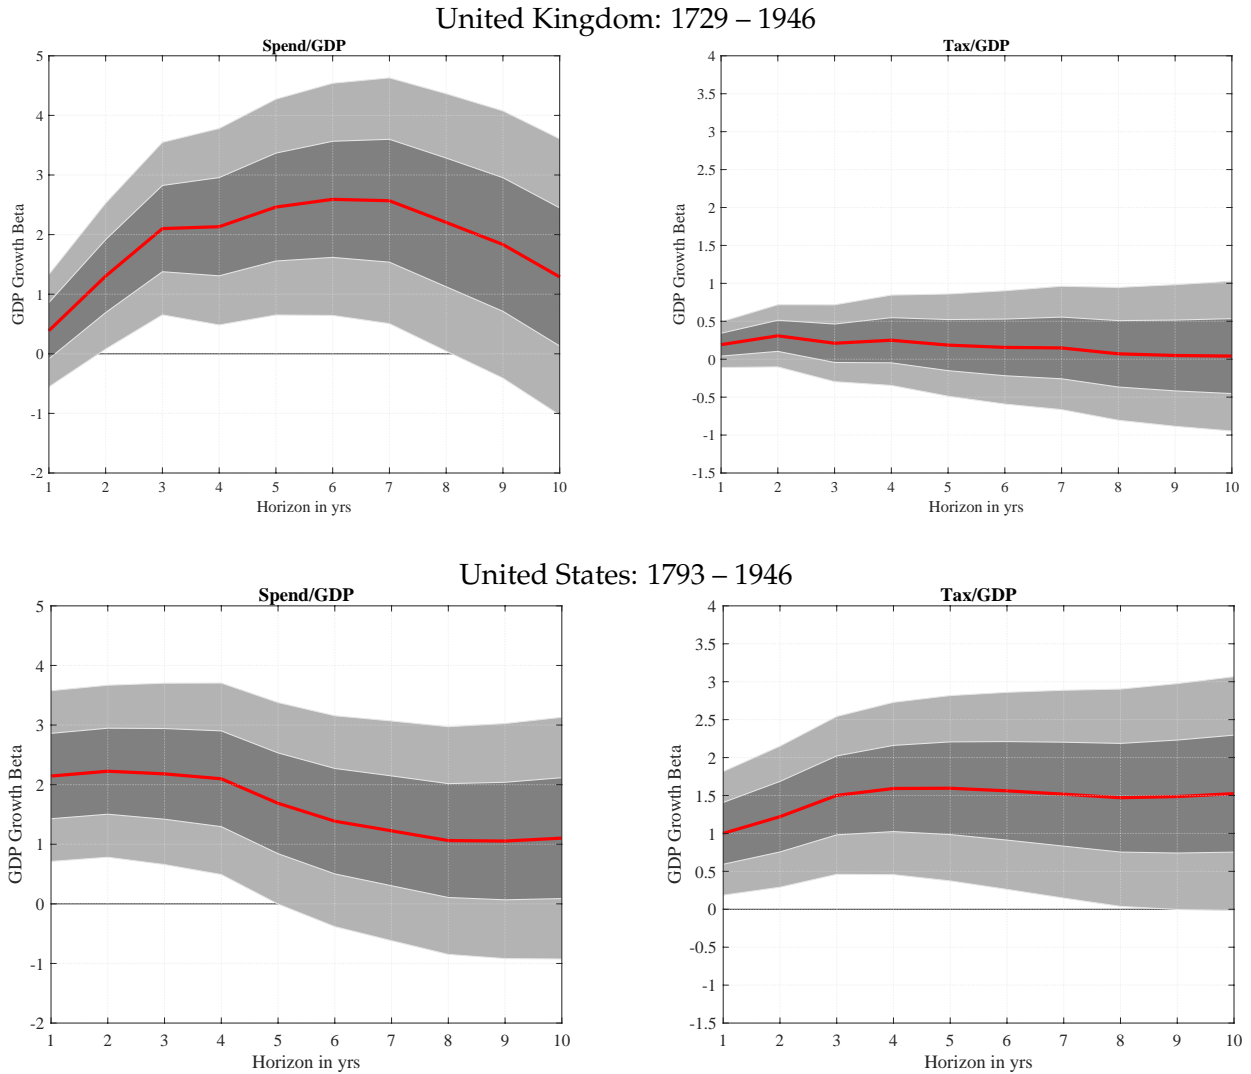 United Kingdom: 1729 – 1946
Spend/GDP
5
4
3
2
1
0
-1
-2
GDP Growth Beta
1 2 3 4 5 6 7 8 9 10
Horizon in yrs
Tax/GDP
4
3.5
3
2.5
2
1.5
1
0.5
0
-0.5
-1
-1.5
GDP Growth Beta
1 2 3 4 5 6 7 8 9 10
Horizon in yrs
United States: 1793 – 1946
Spend/GDP
5
4
3
2
1
0
-1
-2
GDP Growth Beta
1 2 3 4 5 6 7 8 9 10
Horizon in yrs
Tax/GDP
4
3.5
3
2.5
2
1.5
1
0.5
0
-0.5
-1
-1.5
GDP Growth Beta
1 2 3 4 5 6 7 8 9 10
Horizon in yrs